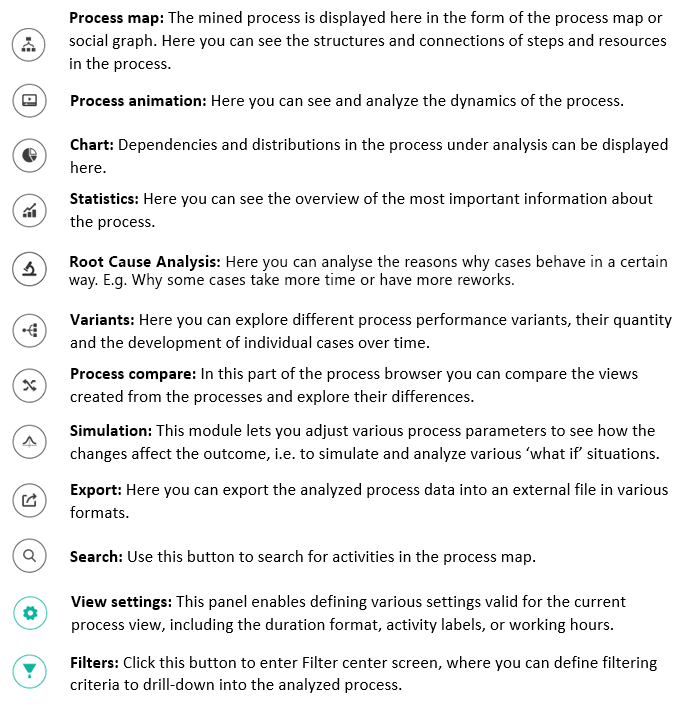 Process map: The mined process is displayed here in the form of the process map or
social graph. Here you can see the structures and connections of steps and resources
in the process.
Process animation: Here you can see and analyze the dynamics of the process.
Chart: Dependencies and distributions in the process under analysis can be displayed
here.
Statistics: Here you can see the overview of the most important information about
the process.
Root Cause Analysis: Here you can analyse the reasons why cases behave in a certain
way. E.g. Why some cases take more time or have more reworks.
Variants: Here you can explore different process performance variants, their quantity
and the development of individual cases over time.
Process compare: In this part of the process browser you can compare the views
created from the processes and explore their differences.
Simulation: This module lets you adjust various process parameters to see how the
changes affect the outcome, i.e. to simulate and analyze various ‘what if’ situations.
Export: Here you can export the analyzed process data into an external file in various
formats.
Search: Use this button to search for activities in the process map.
View settings: This panel enables defining various settings valid for the current
process view, including the duration format, activity labels, or working hours.
Filters: Click this button to enter Filter center screen, where you can define filtering
criteria to drill-down into the analyzed process.